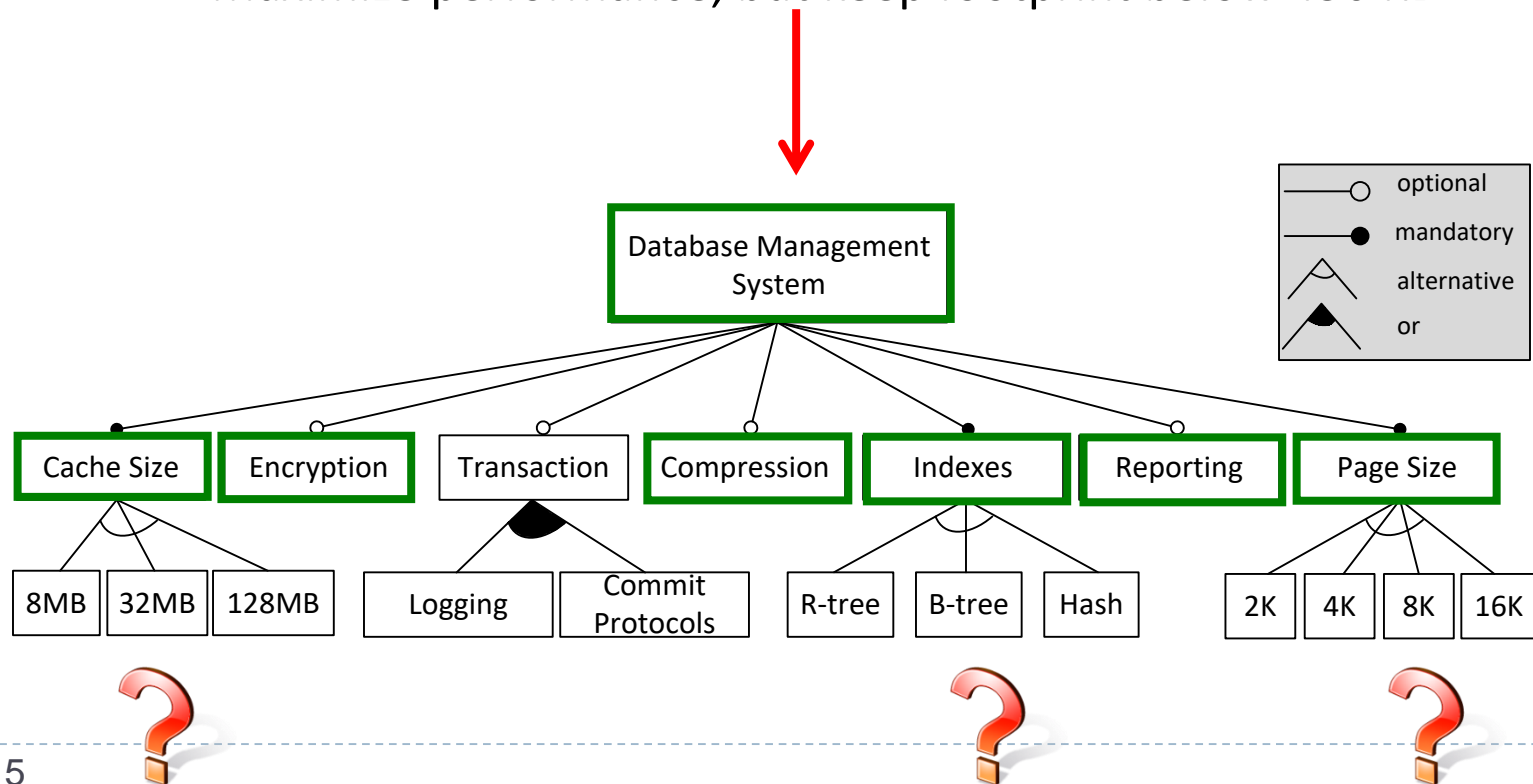 optional
mandatory
alternative
or
Database Management
System
Cache Size
Encryption
Transaction
Compression
Indexes
Reporting
Page Size
8MB
32MB
128MB
Logging
Commit
Protocols
R-tree
B-tree
Hash
2K
4K
8K
16K
?
?
?
5